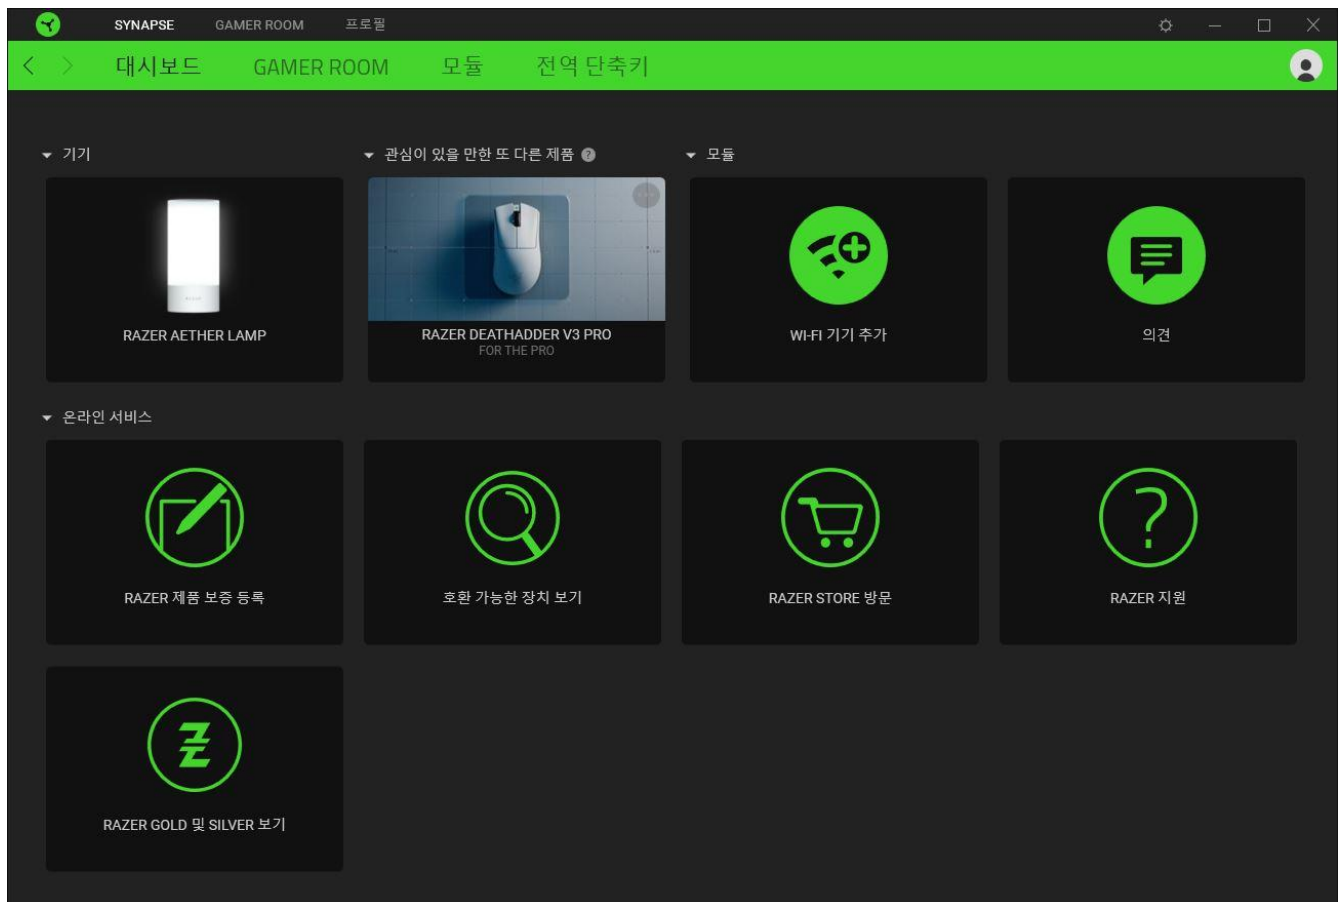 SYNAPSE GAMER ROOM 프로필
대시보드 GAMER ROOM 모듈 전역 단축키
기기
관심이 있을 만한 또 다른 제품 ?
모듈
RAZER AETHER LAMP
RAZER DEATHADDER V3 PRO
FOR THE PRO
WI-FI 기기 추가
의견
온라인 서비스
RAZER 제품 보증 등록
호환 가능한 장치 보기
RAZER STORE 방문
RAZER 지원
RAZER GOLD 및 SILVER 보기